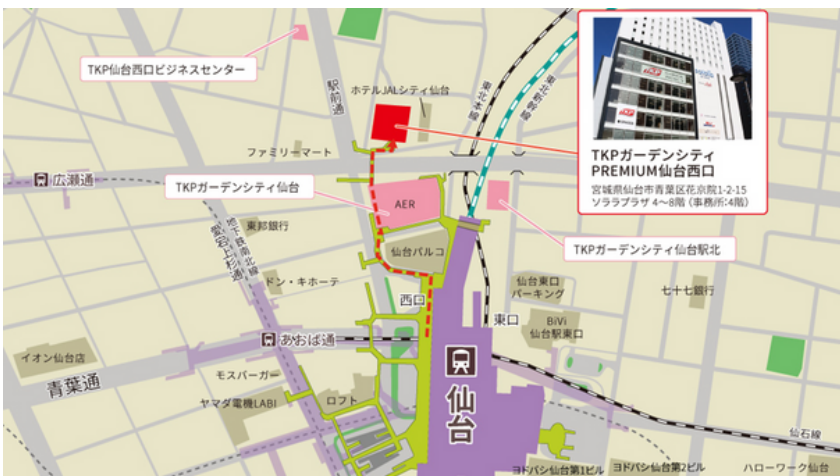 TKP仙台西口ビジネスセンター
駅前通
ホテルJALシティ仙台
東北本線
東北新幹線
TKPガーデンシティ
PREMIUM仙台西口
宮城県仙台市青葉区花京院1-2-15
ソララプラザ 4～8階 (事務所:4階)
ファミリーマート
広瀬通
TKPガーデンシティ仙台
AER
地下鉄南北線
愛宕上杉通
東邦銀行
仙台パルコ
TKPガーデンシティ仙台駅北
ドン・キホーテ
西口
仙台東口
パーキング
七十七銀行
東口
BiVi
仙台駅東口
あおば通
イオン仙台店
青葉通
モスバーガー
ヤマダ電機LABI
ロフト
仙台
仙石線
ヨドバシ仙台第1ビル
ヨドバシ仙台第2ビル
ハローワーク仙台